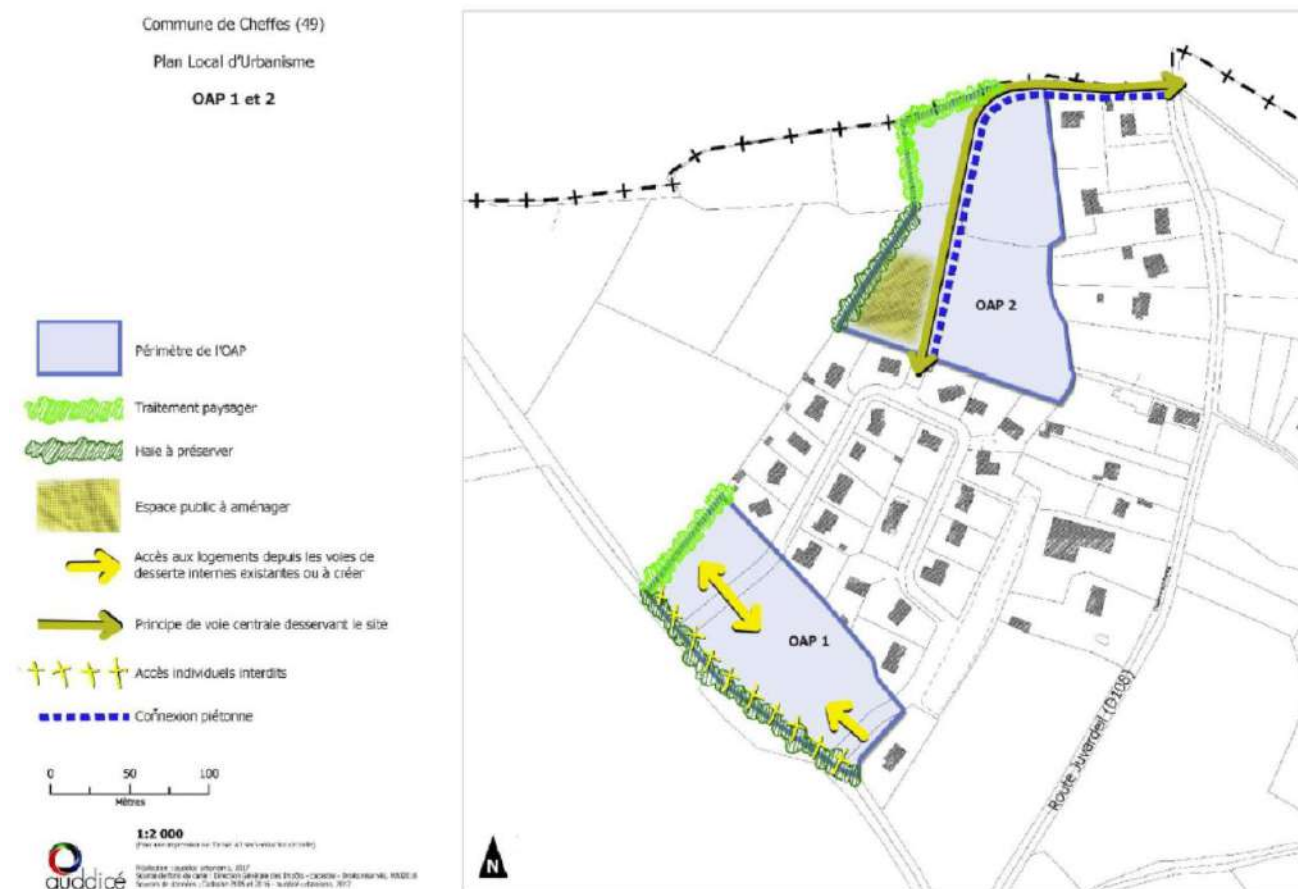 Commune de Cheffes (49)
Plan Local d'Urbanisme
OAP 1 et 2
Périmètre de l'OAP
Traitement paysager
Haie à préserver
Espace public à aménager
Accès aux logements depuis les voies de
desserte internes existantes ou à créer
Principe de voie centrale desservant le site
Accès individuels interdits
Connexion piétonne
0 50 100
Mètres
1:2 000
auddicé
OAP 2
OAP 1
Route Juvardeil (D108)
N